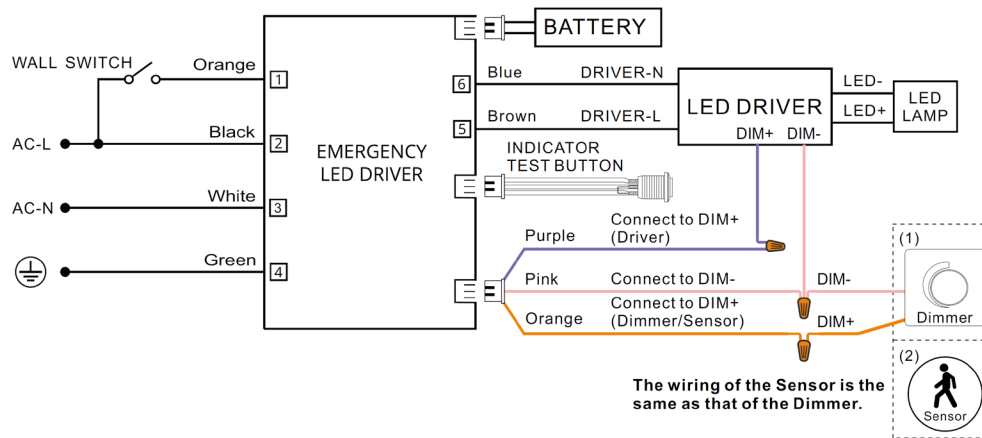 BATTERY
WALL SWITCH
Orange
1
AC-L
Black
2
AC-N
White
3
Green
4
EMERGENCY
LED DRIVER
6
Blue
DRIVER-N
5
Brown
DRIVER-L
LED DRIVER
DIM+
DIM-
LED-
LED+
LED
LAMP
INDICATOR
TEST BUTTON
Purple
Connect to DIM+
(Driver)
Pink
Connect to DIM-
DIM-
Orange
Connect to DIM+
(Dimmer/Sensor)
DIM+
(1)
Dimmer
(2)
Sensor
The wiring of the Sensor is the
same as that of the Dimmer.